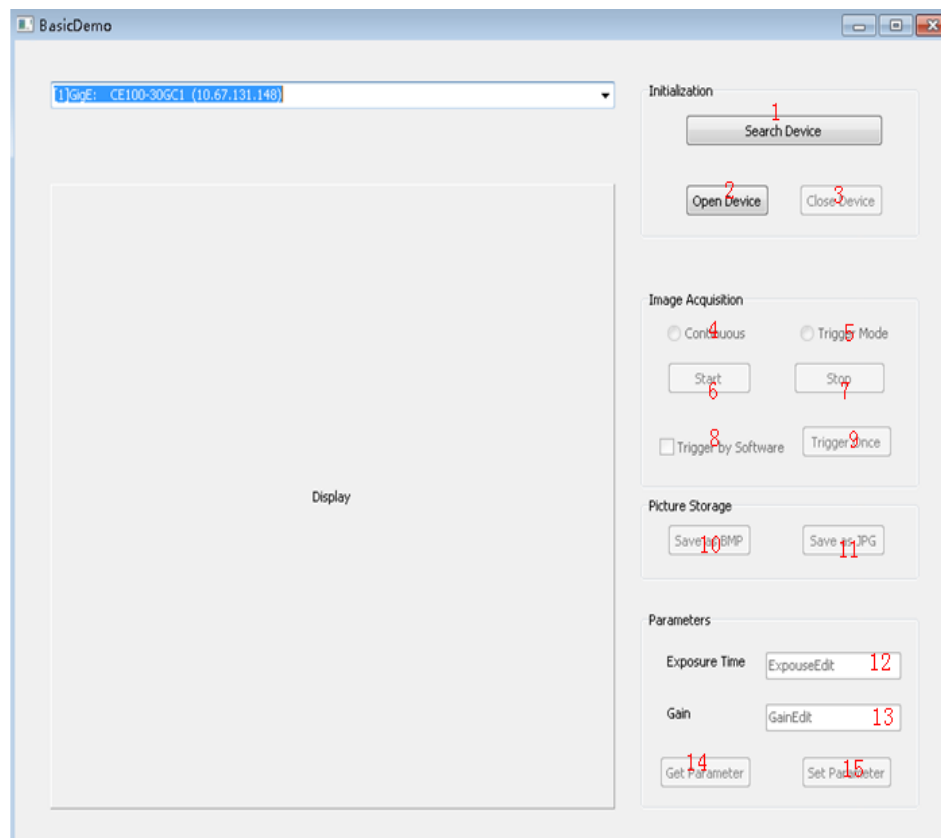 BasicDemo
[1]GigE: CE100-30GC1 (10.67.131.148)
Initialization
1
Search Device
2
Open Device
3
Close Device
Image Acquisition
4
Continuous
5
Trigger Mode
Start
6
Stop
7
8
Trigger by Software
9
Trigger Once
Display
Picture Storage
Save as BMP
10
Save as JPG
11
Parameters
Exposure Time
ExpouseEdit
12
Gain
GainEdit
13
14
Get Parameter
15
Set Parameter